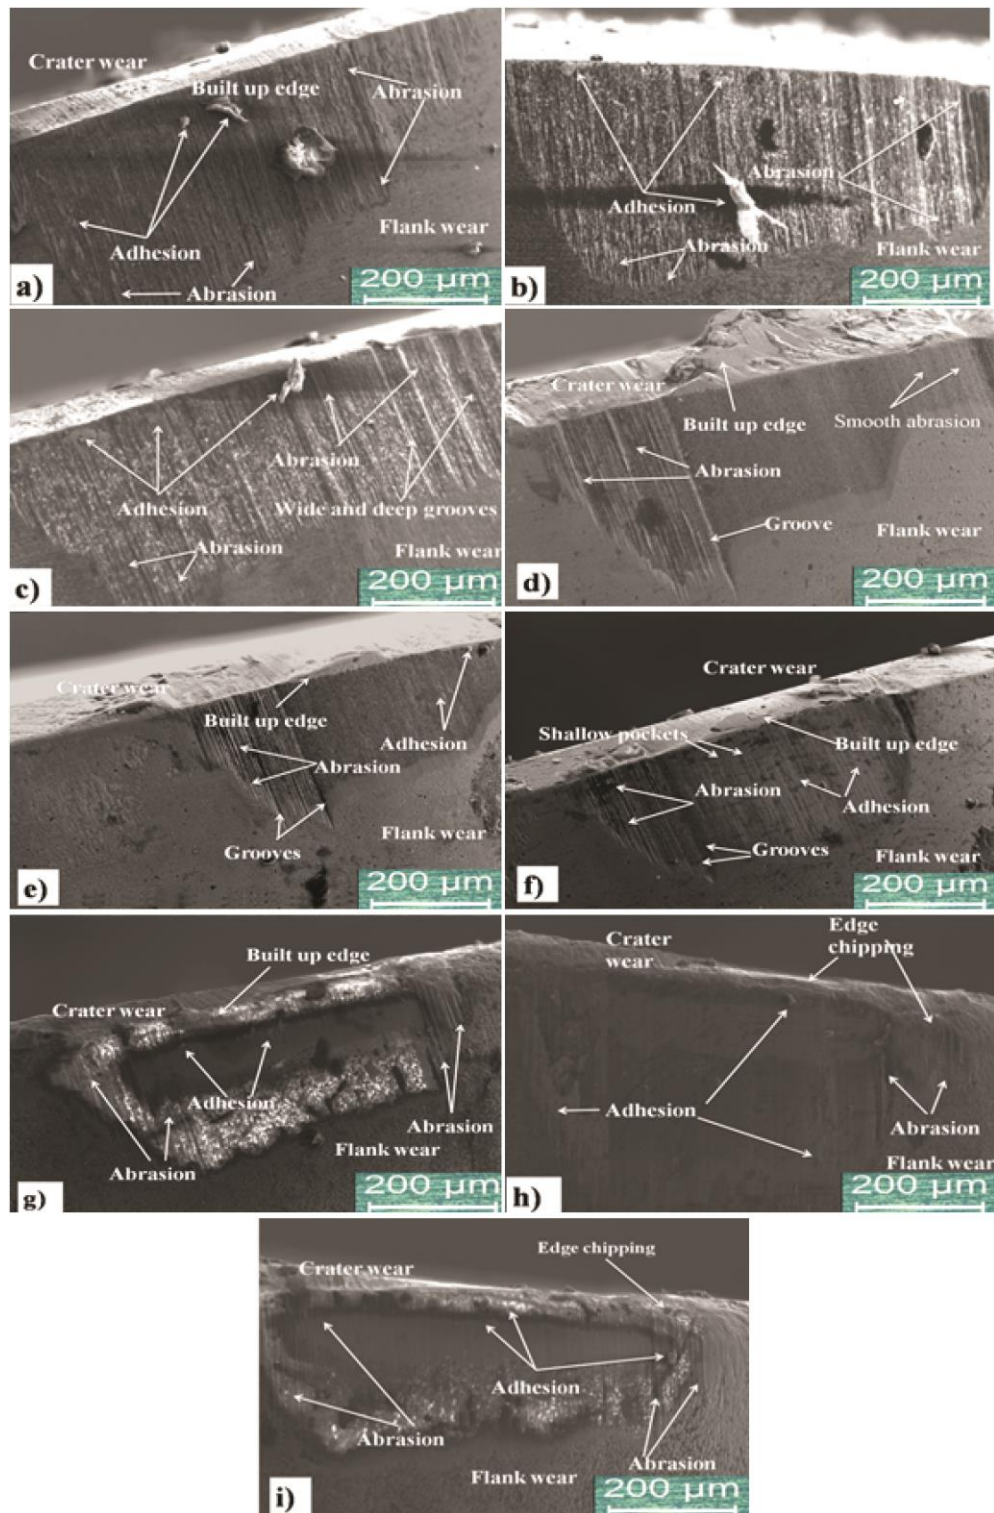 Crater wear
Built up edge
Abrasion
Flank wear
Adhesion
Abrasion
a)
200 µm
Abrasion
Adhesion
Abrasion
Flank wear
b)
200 µm
Abrasion
Adhesion
Wide and deep grooves
Abrasion
Flank wear
c)
200 µm
Crater wear
Built up edge
Smooth abrasion
Abrasion
Groove
Flank wear
d)
200 µm
Crater wear
Built up edge
Adhesion
Abrasion
Flank wear
Grooves
e)
200 µm
Crater wear
Shallow pockets
Built up edge
Abrasion
Adhesion
Grooves
Flank wear
f)
200 µm
Built up edge
Crater wear
Adhesion
Abrasion
Flank wear
Abrasion
g)
200 µm
Edge
chipping
Crater
wear
Adhesion
Abrasion
Flank wear
h)
200 µm
Edge chipping
Crater wear
Adhesion
Abrasion
Abrasion
Flank wear
i)
200 µm